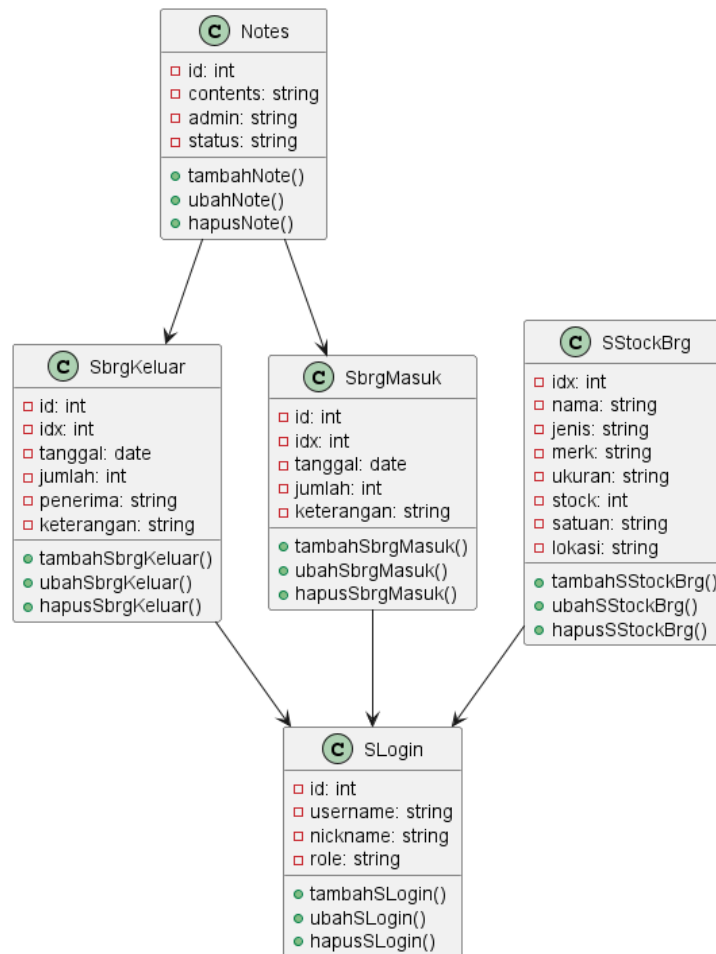 C Notes
id: int
contents: string
admin: string
status: string
tambahNote()
ubahNote()
hapusNote()
C SbrgKeluar
id: int
idx: int
tanggal: date
jumlah: int
penerima: string
keterangan: string
tambahSbrgKeluar()
ubahSbrgKeluar()
hapusSbrgKeluar()
C SbrgMasuk
id: int
idx: int
tanggal: date
jumlah: int
keterangan: string
tambahSbrgMasuk()
ubahSbrgMasuk()
hapusSbrgMasuk()
C SStockBrg
idx: int
nama: string
jenis: string
merk: string
ukuran: string
stock: int
satuan: string
lokasi: string
tambahSStockBrg()
ubahSStockBrg()
hapusSStockBrg()
C SLogin
id: int
username: string
nickname: string
role: string
tambahSLogin()
ubahSLogin()
hapusSLogin()